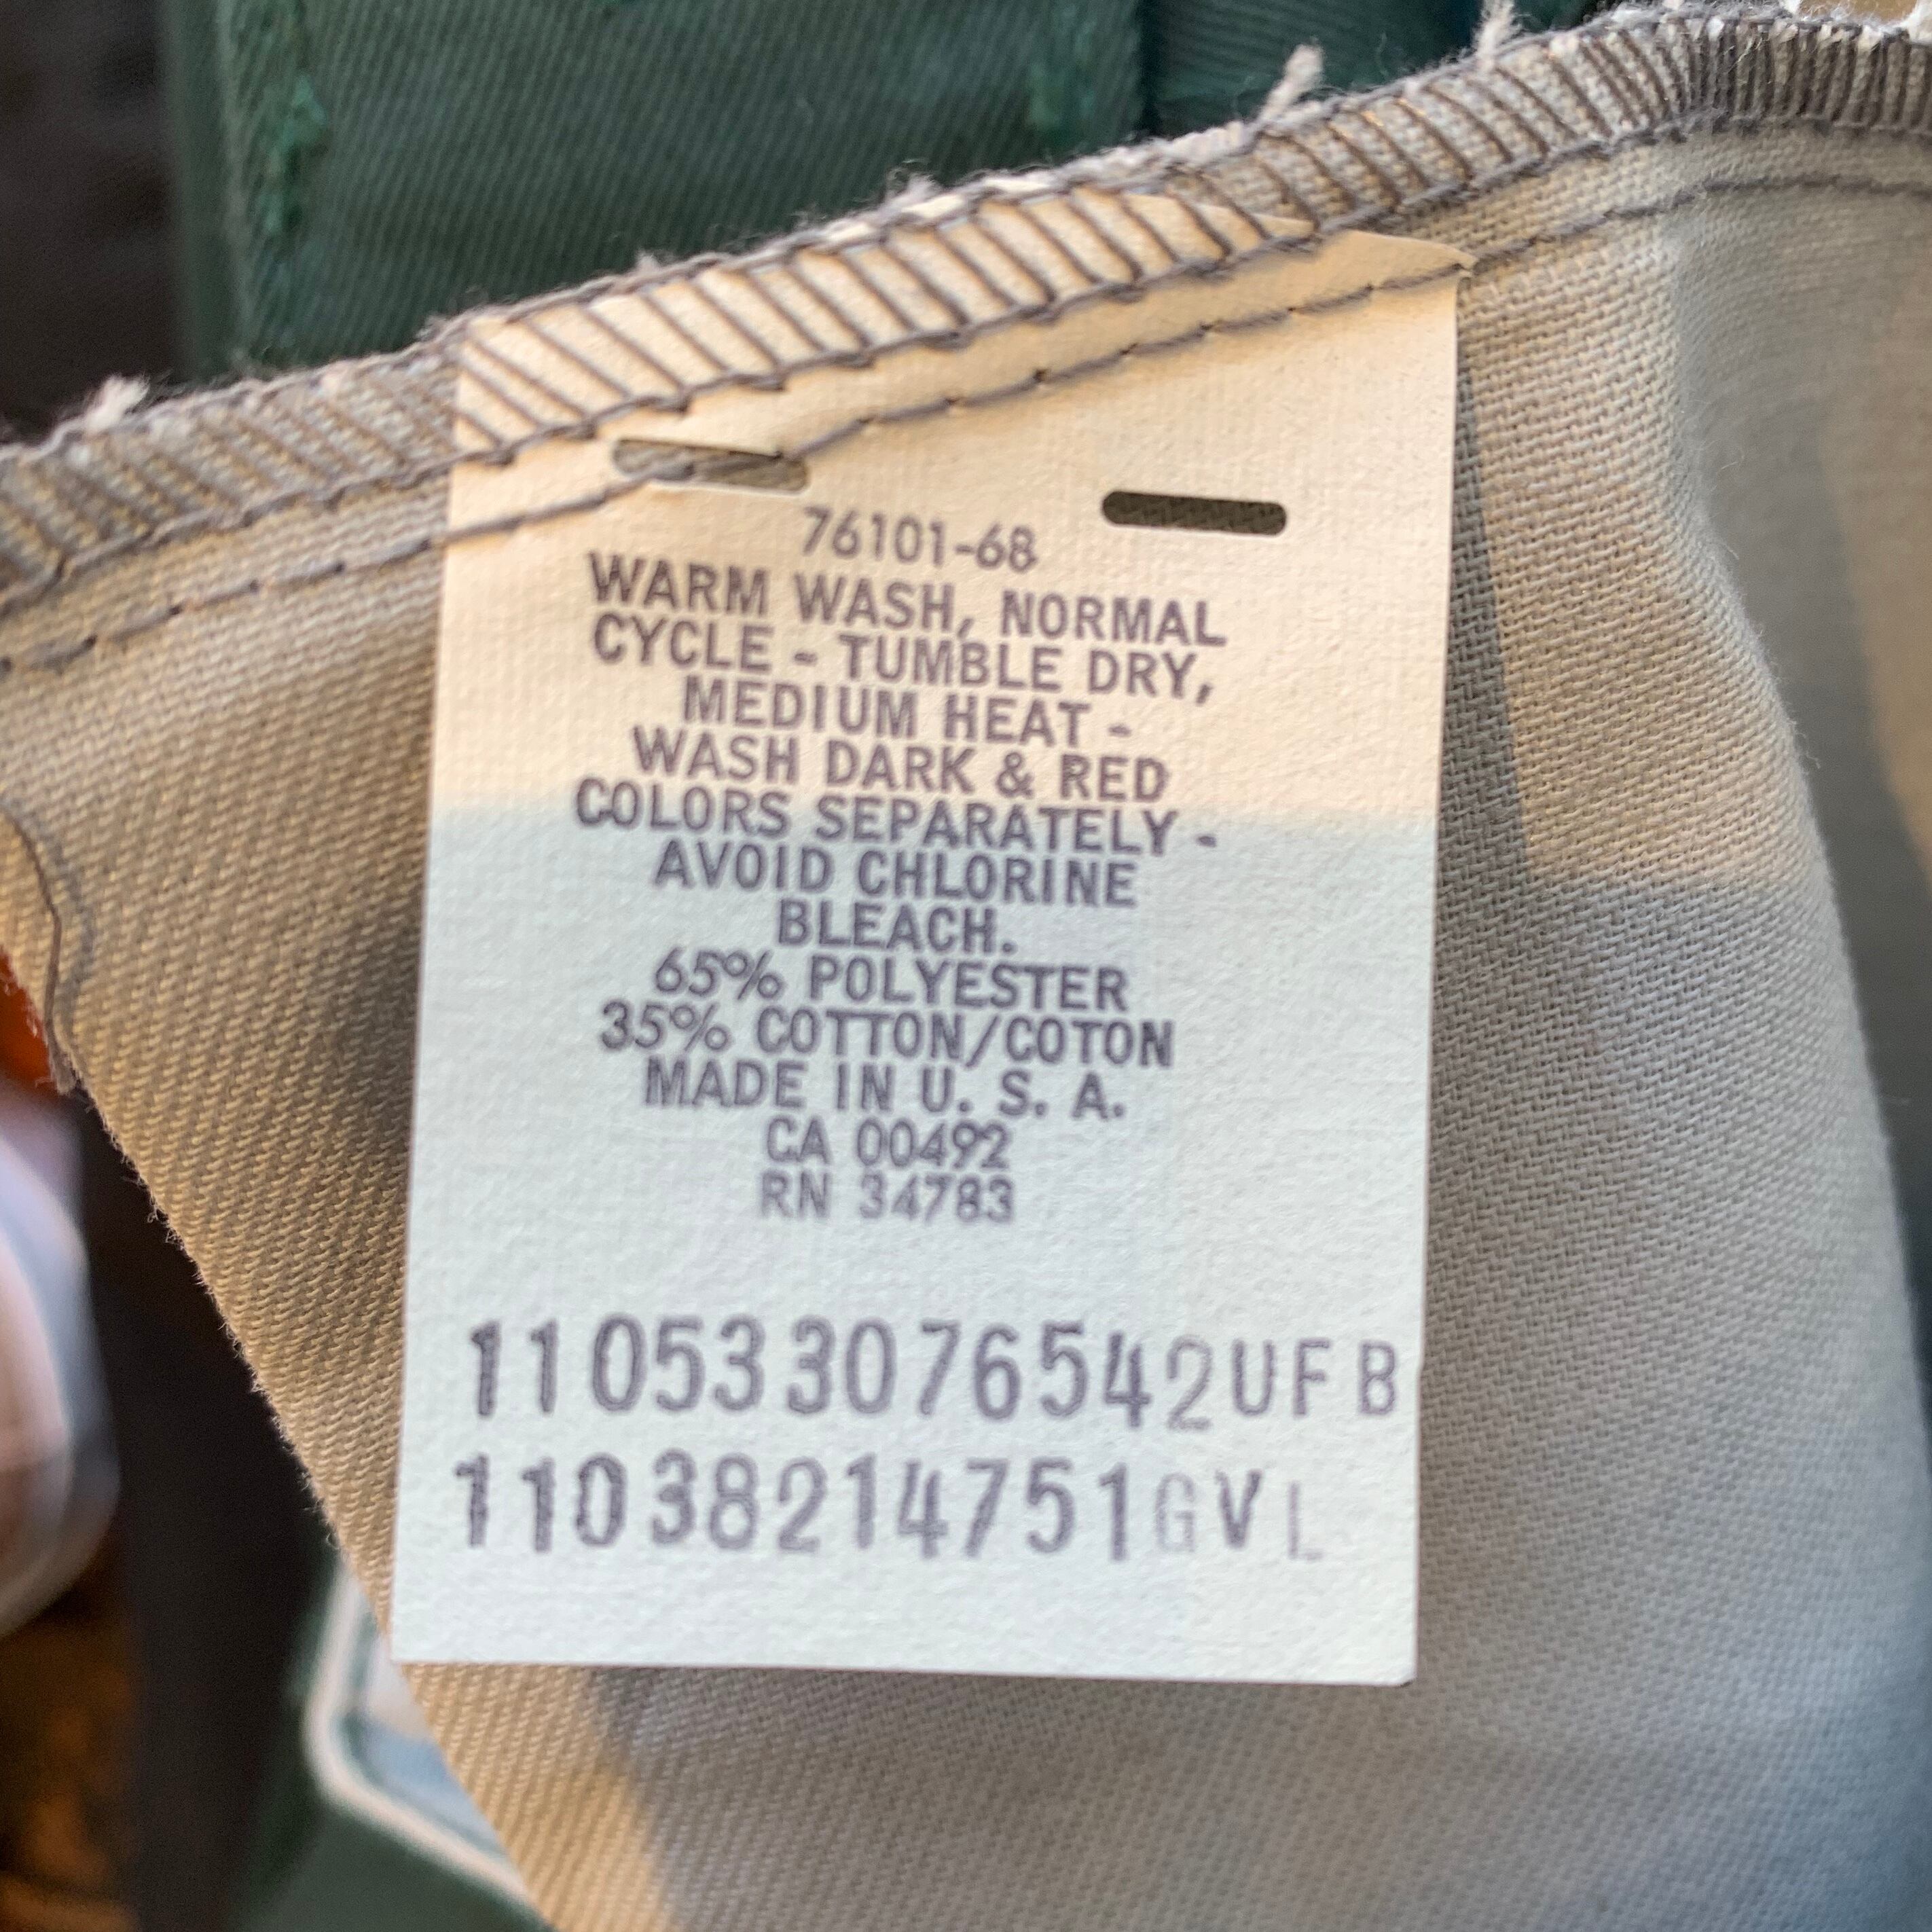 76101-68
WARM WASH, NORMAL
CYCLE - TUMBLE DRY,
MEDIUM HEAT -
WASH DARK & RED
COLORS SEPARATELY -
AVOID CHLORINE
BLEACH.
65% POLYESTER
35% COTTON/COTON
MADE IN U. S. A.
CA 00492
RN 34783
110533076542UFB
11038214751GVL